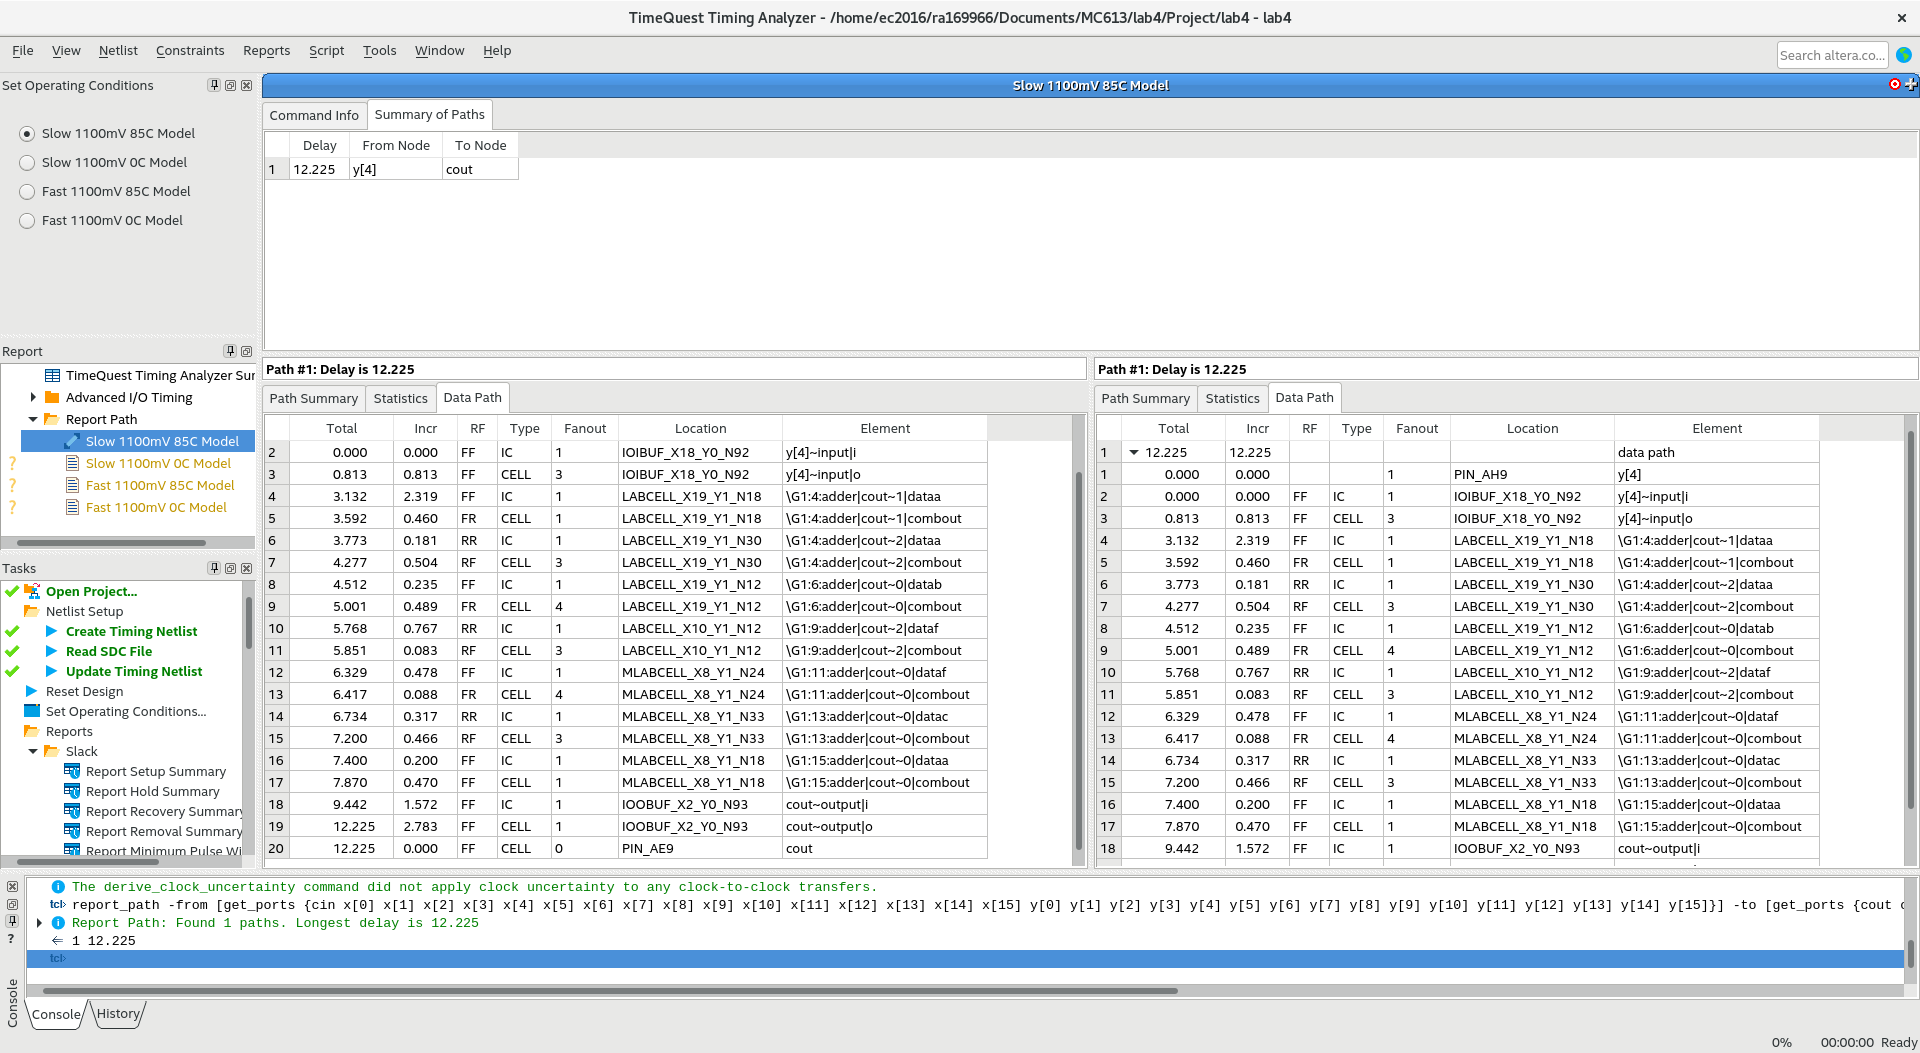 TimeQuest Timing Analyzer - /home/ec2016/ra169966/Documents/MC613/lab4/Project/lab4 - lab4
File View Netlist Constraints Reports Script Tools Window Help
Search altera.co...
Set Operating Conditions
Slow 1100mV 85C Model
Slow 1100mV 0C Model
Fast 1100mV 85C Model
Fast 1100mV 0C Model
Report
TimeQuest Timing Analyzer Sur
Advanced I/O Timing
Report Path
Slow 1100mV 85C Model
? Slow 1100mV 0C Model
? Fast 1100mV 85C Model
? Fast 1100mV 0C Model
Tasks
Open Project...
Netlist Setup
Create Timing Netlist
Read SDC File
Update Timing Netlist
Reset Design
Set Operating Conditions...
Reports
Slack
Report Setup Summary
Report Hold Summary
Report Recovery Summary
Report Removal Summary
Report Minimum Pulse Wi
Slow 1100mV 85C Model
Command Info Summary of Paths
Delay From Node To Node
1 12.225 y[4] cout
Path #1: Delay is 12.225
Path Summary Statistics Data Path
Total Incr RF Type Fanout Location Element
2 0.000 0.000 FF IC 1 IOIBUF_X18_Y0_N92 y[4]~input|i
3 0.813 0.813 FF CELL 3 IOIBUF_X18_Y0_N92 y[4]~input|o
4 3.132 2.319 FF IC 1 LABCELL_X19_Y1_N18 \G1:4:adder|cout~1|dataa
5 3.592 0.460 FR CELL 1 LABCELL_X19_Y1_N18 \G1:4:adder|cout~1|combout
6 3.773 0.181 RR IC 1 LABCELL_X19_Y1_N30 \G1:4:adder|cout~2|dataa
7 4.277 0.504 RF CELL 3 LABCELL_X19_Y1_N30 \G1:4:adder|cout~2|combout
8 4.512 0.235 FF IC 1 LABCELL_X19_Y1_N12 \G1:6:adder|cout~0|datab
9 5.001 0.489 FR CELL 4 LABCELL_X19_Y1_N12 \G1:6:adder|cout~0|combout
10 5.768 0.767 RR IC 1 LABCELL_X10_Y1_N12 \G1:9:adder|cout~2|dataf
11 5.851 0.083 RF CELL 3 LABCELL_X10_Y1_N12 \G1:9:adder|cout~2|combout
12 6.329 0.478 FF IC 1 MLABCELL_X8_Y1_N24 \G1:11:adder|cout~0|dataf
13 6.417 0.088 FR CELL 4 MLABCELL_X8_Y1_N24 \G1:11:adder|cout~0|combout
14 6.734 0.317 RR IC 1 MLABCELL_X8_Y1_N33 \G1:13:adder|cout~0|datac
15 7.200 0.466 RF CELL 3 MLABCELL_X8_Y1_N33 \G1:13:adder|cout~0|combout
16 7.400 0.200 FF IC 1 MLABCELL_X8_Y1_N18 \G1:15:adder|cout~0|dataa
17 7.870 0.470 FF CELL 1 MLABCELL_X8_Y1_N18 \G1:15:adder|cout~0|combout
18 9.442 1.572 FF IC 1 IOOBUF_X2_Y0_N93 cout~output|i
19 12.225 2.783 FF CELL 1 IOOBUF_X2_Y0_N93 cout~output|o
20 12.225 0.000 FF CELL 0 PIN_AE9 cout
Path #1: Delay is 12.225
Path Summary Statistics Data Path
Total Incr RF Type Fanout Location Element
1 12.225 12.225 data path
1 0.000 0.000 1 PIN_AH9 y[4]
2 0.000 0.000 FF IC 1 IOIBUF_X18_Y0_N92 y[4]~input|i
3 0.813 0.813 FF CELL 3 IOIBUF_X18_Y0_N92 y[4]~input|o
4 3.132 2.319 FF IC 1 LABCELL_X19_Y1_N18 \G1:4:adder|cout~1|dataa
5 3.592 0.460 FR CELL 1 LABCELL_X19_Y1_N18 \G1:4:adder|cout~1|combout
6 3.773 0.181 RR IC 1 LABCELL_X19_Y1_N30 \G1:4:adder|cout~2|dataa
7 4.277 0.504 RF CELL 3 LABCELL_X19_Y1_N30 \G1:4:adder|cout~2|combout
8 4.512 0.235 FF IC 1 LABCELL_X19_Y1_N12 \G1:6:adder|cout~0|datab
9 5.001 0.489 FR CELL 4 LABCELL_X19_Y1_N12 \G1:6:adder|cout~0|combout
10 5.768 0.767 RR IC 1 LABCELL_X10_Y1_N12 \G1:9:adder|cout~2|dataf
11 5.851 0.083 RF CELL 3 LABCELL_X10_Y1_N12 \G1:9:adder|cout~2|combout
12 6.329 0.478 FF IC 1 MLABCELL_X8_Y1_N24 \G1:11:adder|cout~0|dataf
13 6.417 0.088 FR CELL 4 MLABCELL_X8_Y1_N24 \G1:11:adder|cout~0|combout
14 6.734 0.317 RR IC 1 MLABCELL_X8_Y1_N33 \G1:13:adder|cout~0|datac
15 7.200 0.466 RF CELL 3 MLABCELL_X8_Y1_N33 \G1:13:adder|cout~0|combout
16 7.400 0.200 FF IC 1 MLABCELL_X8_Y1_N18 \G1:15:adder|cout~0|dataa
17 7.870 0.470 FF CELL 1 MLABCELL_X8_Y1_N18 \G1:15:adder|cout~0|combout
18 9.442 1.572 FF IC 1 IOOBUF_X2_Y0_N93 cout~output|i
The derive_clock_uncertainty command did not apply clock uncertainty to any clock-to-clock transfers.
tcl> report_path -from [get_ports {cin x[0] x[1] x[2] x[3] x[4] x[5] x[6] x[7] x[8] x[9] x[10] x[11] x[12] x[13] x[14] x[15] y[0] y[1] y[2] y[3] y[4] y[5] y[6] y[7] y[8] y[9] y[10] y[11] y[12] y[13] y[14] y[15]}] -to [get_ports {cout
Report Path: Found 1 paths. Longest delay is 12.225
1 12.225
tcl>
?
Console
Console History
0% 00:00:00 Ready